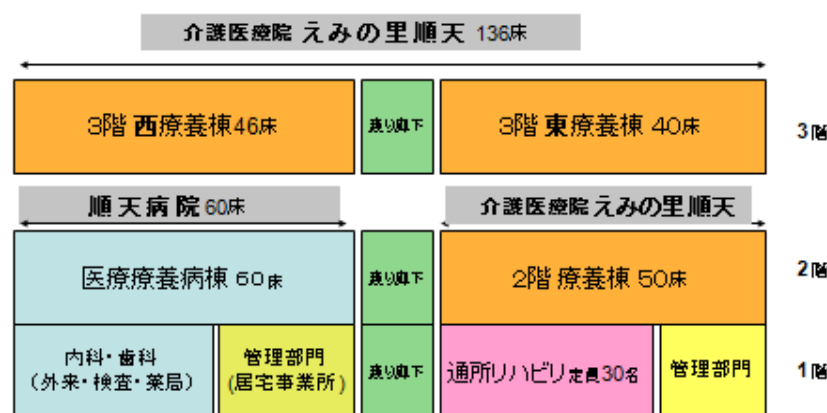 介護医療院 えみの里順天 136床
3階 西療養棟46床
渡り廊下
3階 東療養棟 40床
3階
順天病院 60床
介護医療院 えみの里順天
医療療養病棟 60床
渡り廊下
2階 療養棟 50床
2階
内科・歯科
(外来・検査・薬局)
管理部門
(居宅事業所)
渡り廊下
通所リハビリ 定員30名
管理部門
1階